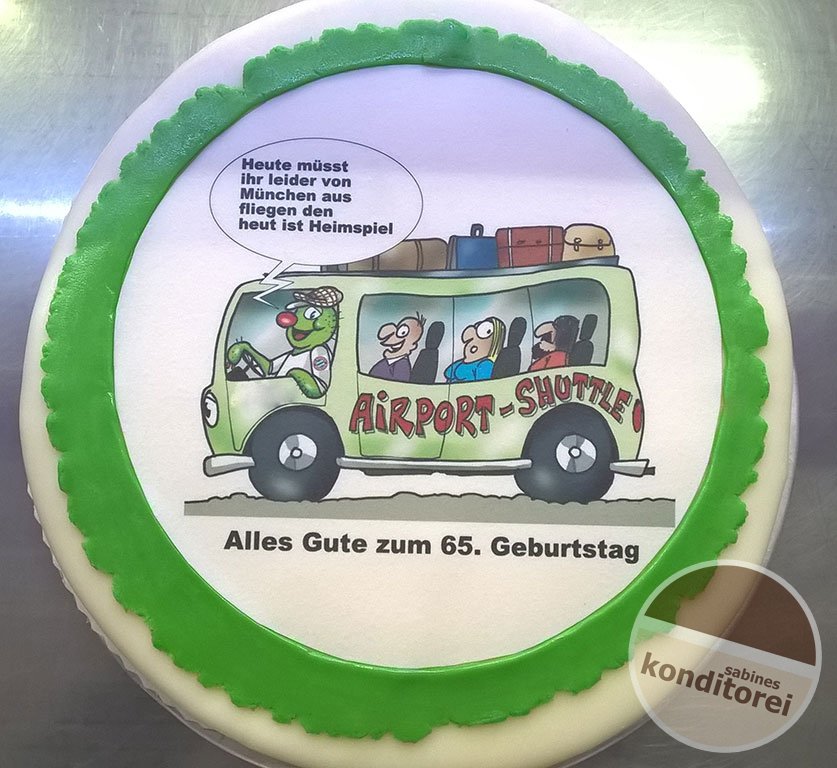 Heute müsst
ihr leider von
München aus
fliegen den
heut ist Heimspiel
AiRPORT-SHUTTLE
Alles Gute zum 65. Geburtstag
sabines
konditorei